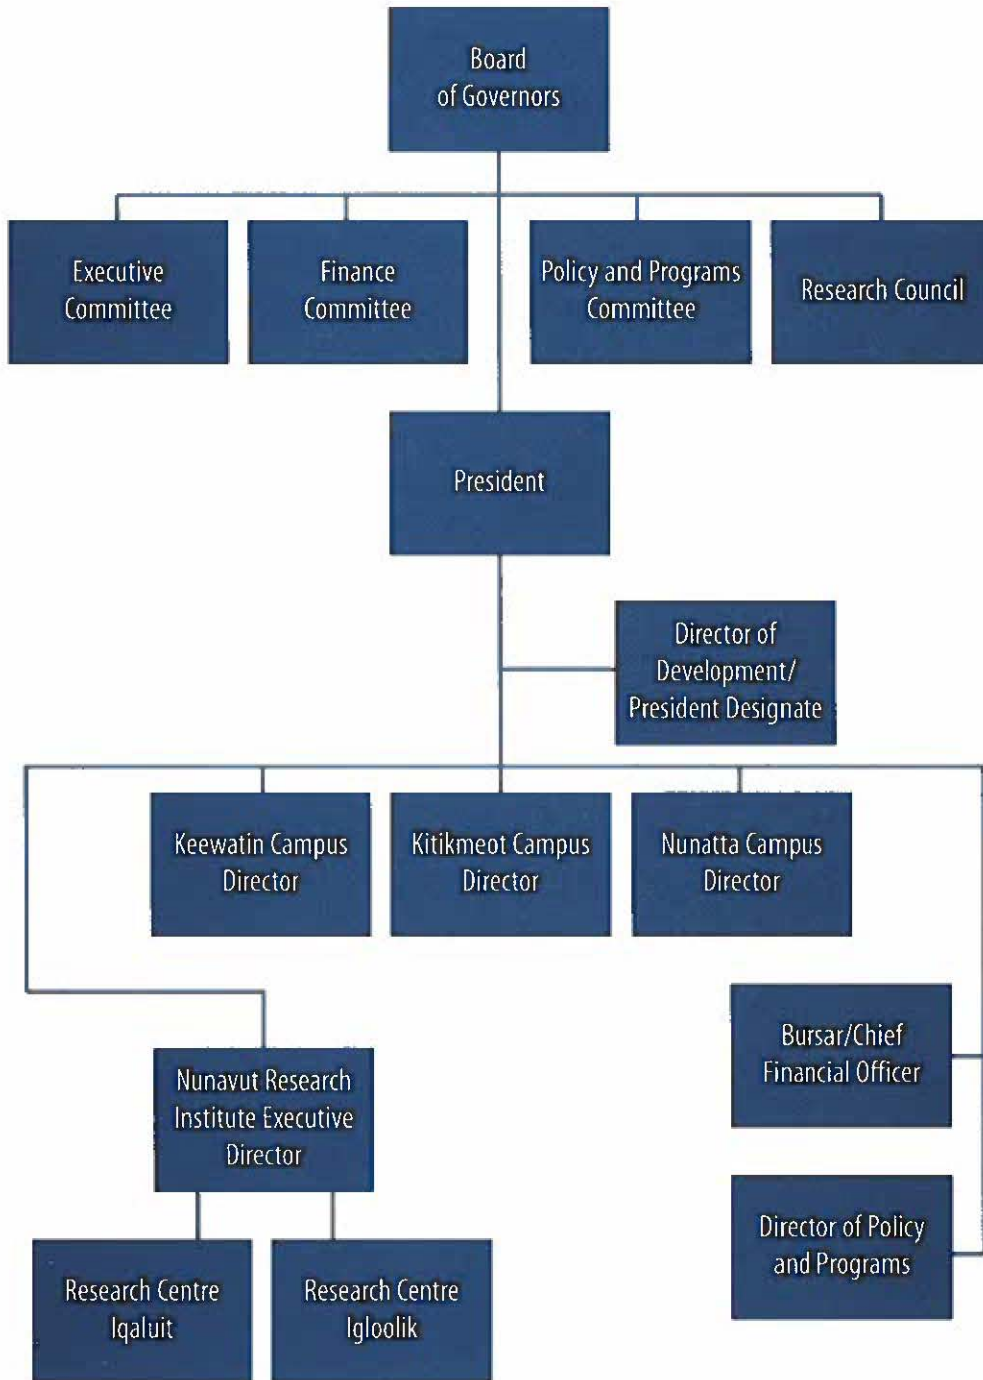 Board
of Governors
Executive
Committee
Finance
Committee
Policy and Programs
Committee
Research Council
President
Director of
Development/
President Designate
Keewatin Campus
Director
Kitikmeot Campus
Director
Nunatta Campus
Director
Bursar/Chief
Financial Officer
Nunavut Research
Institute Executive
Director
Director of Policy
and Programs
Research Centre
Iqaluit
Research Centre
Igloolik